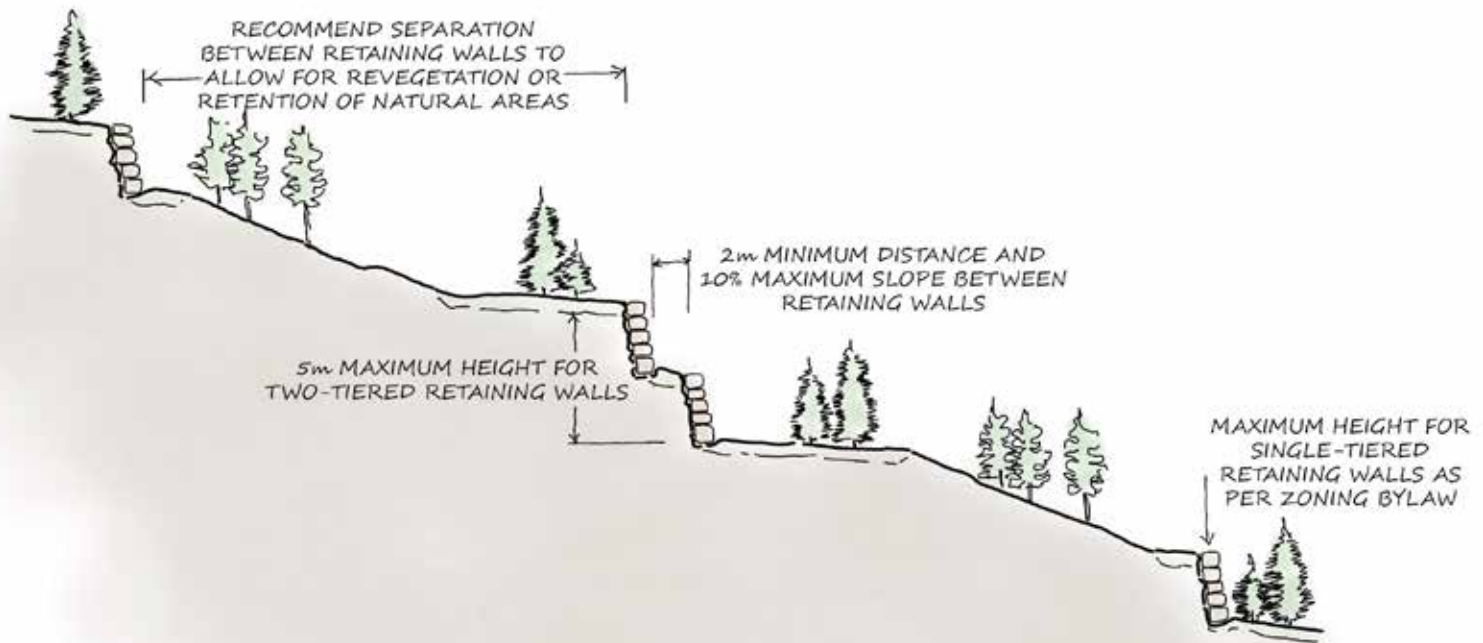 RECOMMEND SEPARATION
BETWEEN RETAINING WALLS TO
ALLOW FOR REVEGETATION OR
RETENTION OF NATURAL AREAS
2m MINIMUM DISTANCE AND
10% MAXIMUM SLOPE BETWEEN
RETAINING WALLS
5m MAXIMUM HEIGHT FOR
TWO-TIERED RETAINING WALLS
MAXIMUM HEIGHT FOR
SINGLE-TIERED
RETAINING WALLS AS
PER ZONING BYLAW